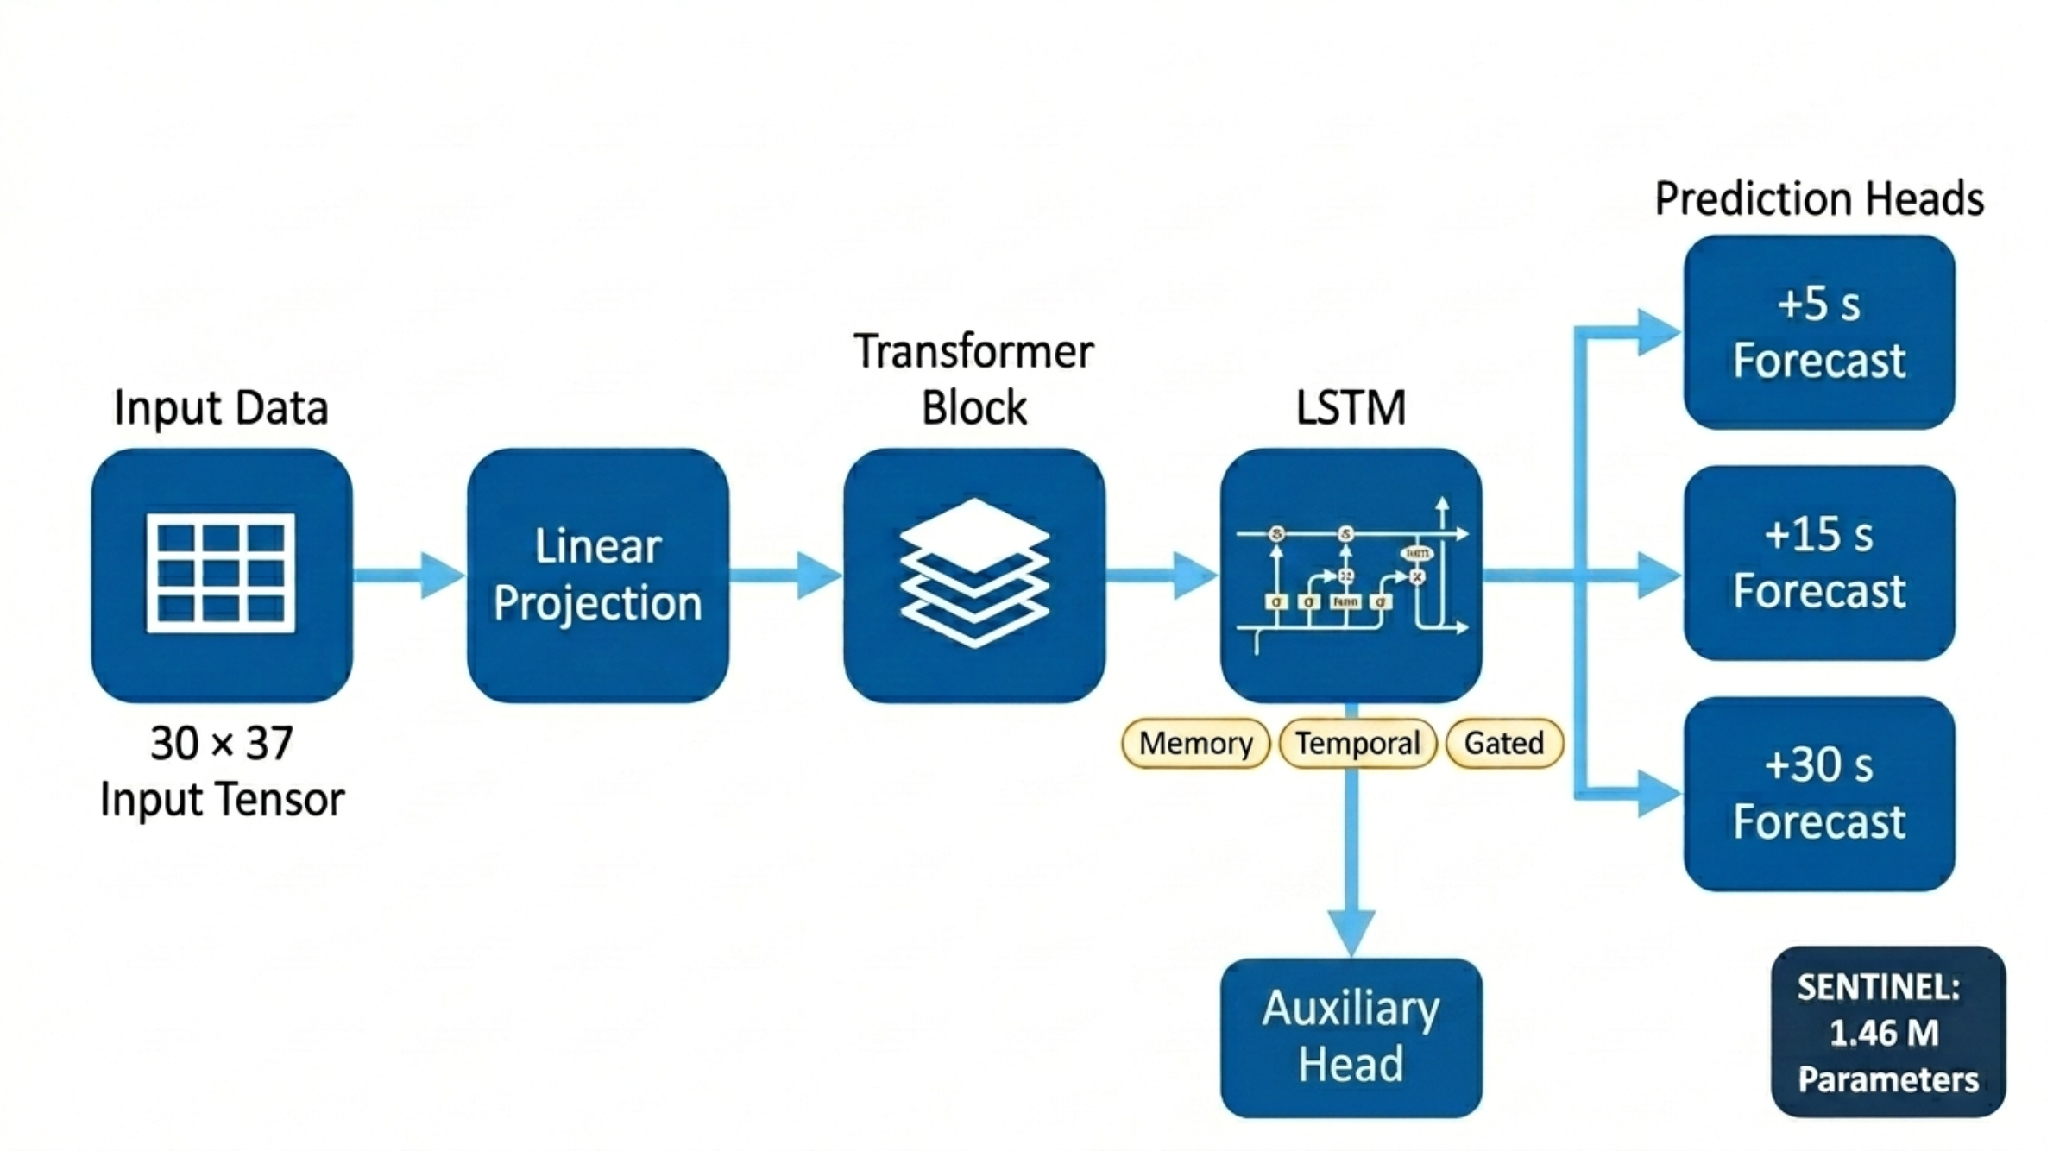 Input Data
30 × 37
Input Tensor
Linear
Projection
Transformer
Block
LSTM
σ
σ
σ
Memory
Temporal
Gated
Auxiliary
Head
Prediction Heads
+5 s
Forecast
+15 s
Forecast
+30 s
Forecast
SENTINEL:
1.46 M
Parameters